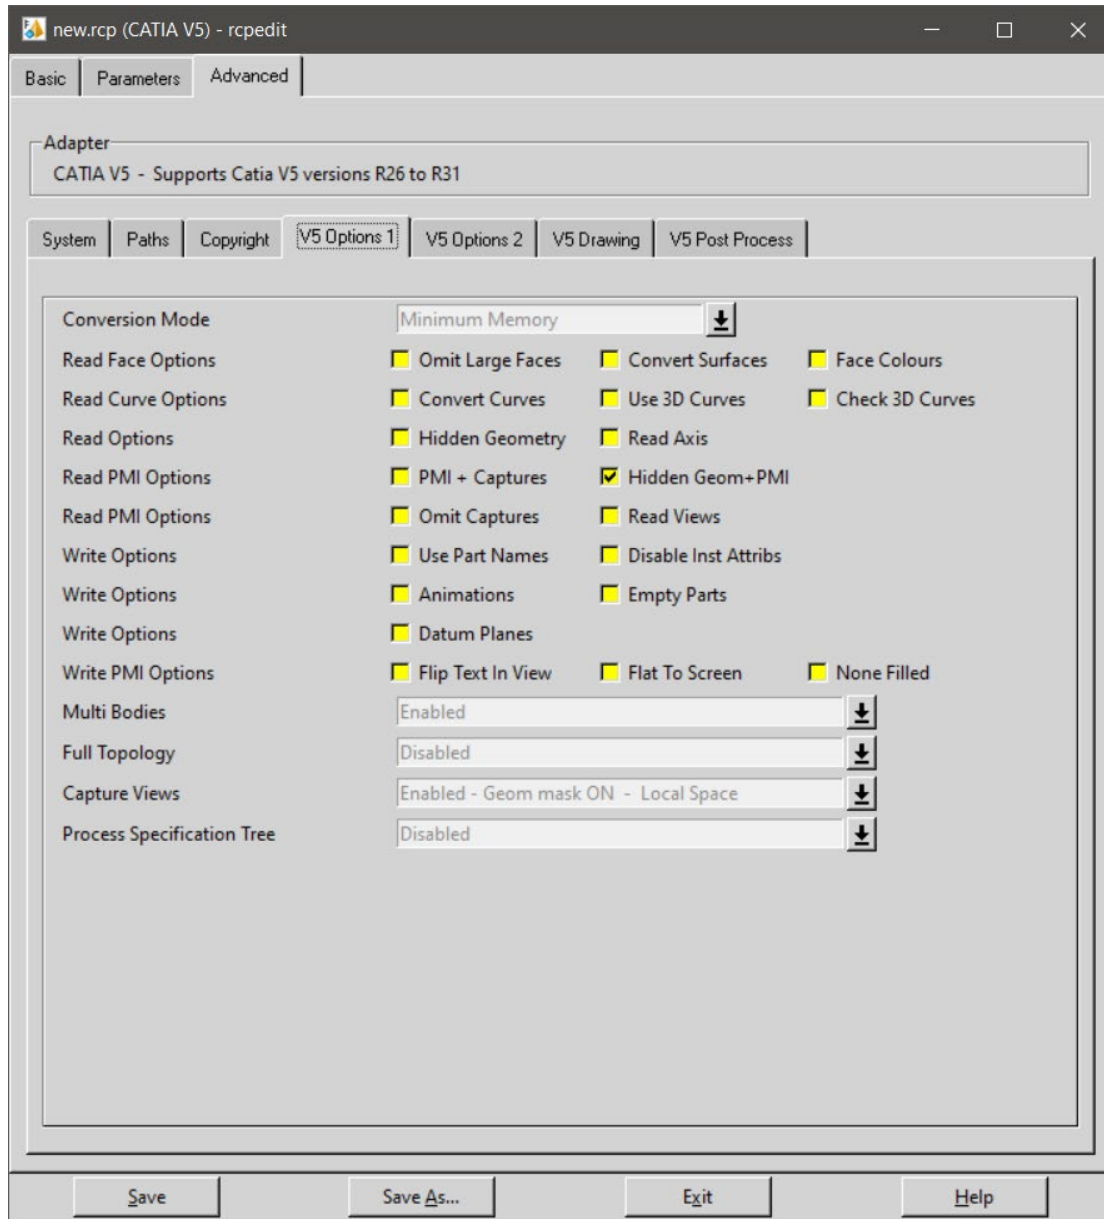 new.rcp (CATIA V5) - rcpedit
Basic Parameters Advanced
Adapter
CATIA V5 - Supports Catia V5 versions R26 to R31
System Paths Copyright V5 Options 1 V5 Options 2 V5 Drawing V5 Post Process
Conversion Mode Minimum Memory
Read Face Options Omit Large Faces Convert Surfaces Face Colours
Read Curve Options Convert Curves Use 3D Curves Check 3D Curves
Read Options Hidden Geometry Read Axis
Read PMI Options PMI + Captures Hidden Geom+PMI
Read PMI Options Omit Captures Read Views
Write Options Use Part Names Disable Inst Attribs
Write Options Animations Empty Parts
Write Options Datum Planes
Write PMI Options Flip Text In View Flat To Screen None Filled
Multi Bodies Enabled
Full Topology Disabled
Capture Views Enabled - Geom mask ON - Local Space
Process Specification Tree Disabled
Save Save As... Exit Help